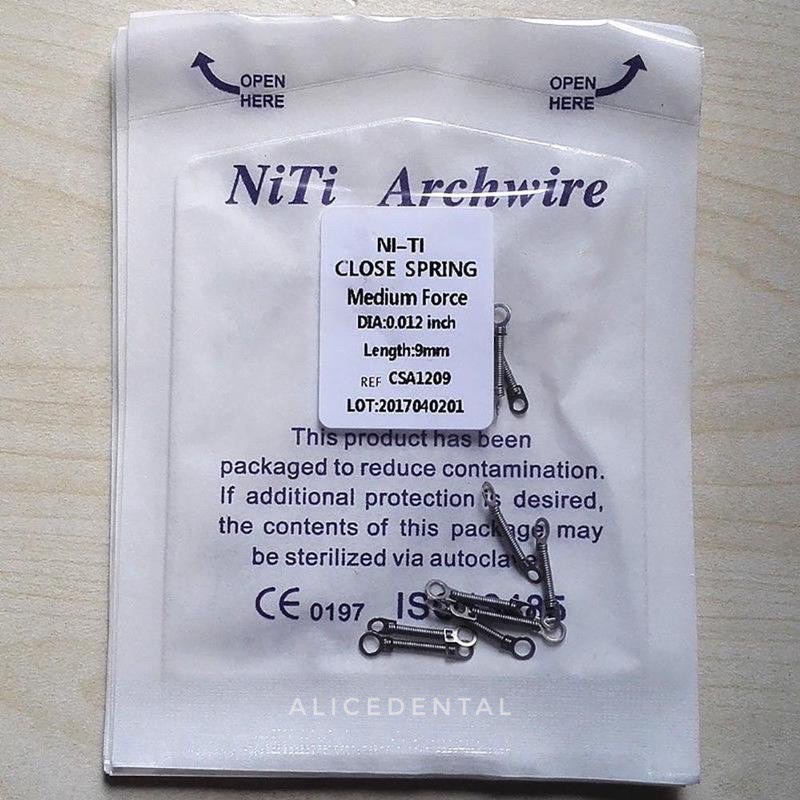 OPEN
HERE
OPEN
HERE
NiTi Archwire
NI-TI
CLOSE SPRING
Medium Force
DIA:0.012 inch
Length:9mm
REF CSA1209
LOT:2017040201
This product has been
packaged to reduce contamination.
If additional protection is desired,
the contents of this package may
be sterilized via autoclave
CE 0197
ALICEDENTAL